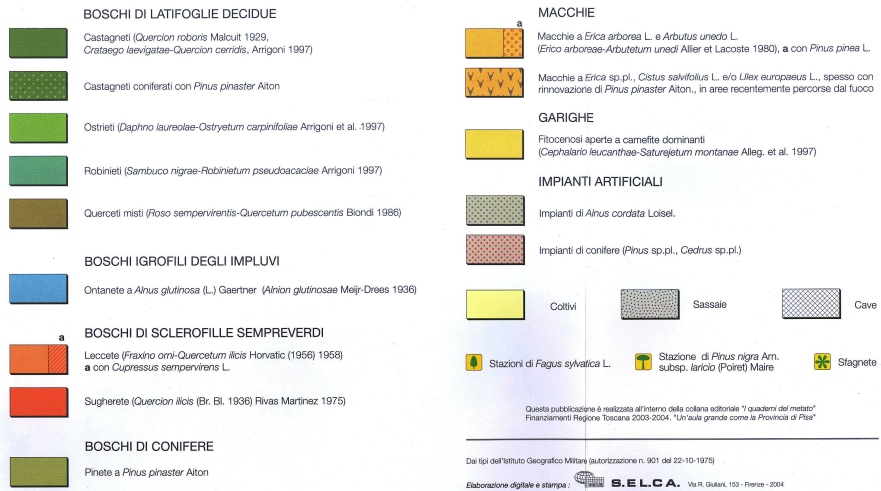 BOSCHI DI LATIFOGLIE DECIDUE
Castagneti (Quercion roboris Malcuit 1929,
Crataego laevigatae-Quercion cerridis, Arrigoni 1997)
Castagneti coniferati con Pinus pinaster Aiton
Ostrieti (Daphno laureolae-Ostryetum carpinifoliae Arrigoni et al. 1997)
Robinieti (Sambuco nigrae-Robinietum pseudoacaciae Arrigoni 1997)
Querceti misti (Roso sempervirentis-Quercetum pubescentis Biondi 1986)
BOSCHI IGROFILI DEGLI IMPLUVI
Ontanete a Alnus glutinosa (L.) Gaertner (Alnion glutinosae Meijr-Drees 1936)
BOSCHI DI SCLEROFILLE SEMPREVERDI
a
Leccete (Fraxino orni-Quercetum ilicis Horvatic (1956) 1958)
a con Cupressus sempervirens L.
Sugherete (Quercion ilicis (Br. Bl. 1936) Rivas Martinez 1975)
BOSCHI DI CONIFERE
Pinete a Pinus pinaster Aiton
MACCHIE
a
Macchie a Erica arborea L. e Arbutus unedo L.
(Erico arboreae-Arbutetum unedi Allier et Lacoste 1980), a con Pinus pinea L.
Macchie a Erica sp.pl., Cistus salvifolius L. e/o Ulex europaeus L., spesso con
rinnovazione di Pinus pinaster Aiton., in aree recentemente percorse dal fuoco
GARIGHE
Fitocenosi aperte a camefite dominanti
(Cephalario leucanthae-Saturejetum montanae Alleg. et al. 1997)
IMPIANTI ARTIFICIALI
Impianti di Alnus cordata Loisel.
Impianti di conifere (Pinus sp.pl., Cedrus sp.pl.)
Coltivi
Sassaie
Cave
Stazioni di Fagus sylvatica L.
Stazione di Pinus nigra Arn.
subsp. laricio (Poiret) Maire
Sfagnete
Questa pubblicazione è realizzata all'interno della collana editoriale "I quaderni del metato"
Finanziamenti Regione Toscana 2003-2004. "Un'aula grande come la Provincia di Pisa"
Dai tipi dell'Istituto Geografico Militare (autorizzazione n. 901 del 22-10-1975)
Elaborazione digitale e stampa : S.EL.CA. Via R. Giuliani, 153 - Firenze - 2004